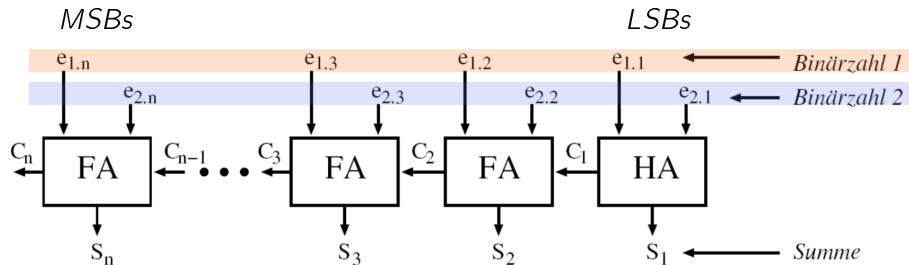 MSBs LSBs
e1.n e1.3 e1.2 e1.1 Binärzahl 1
e2.n e2.3 e2.2 e2.1 Binärzahl 2
Cn Cn−1 C3 C2 C1
FA FA FA HA
Sn S3 S2 S1 Summe